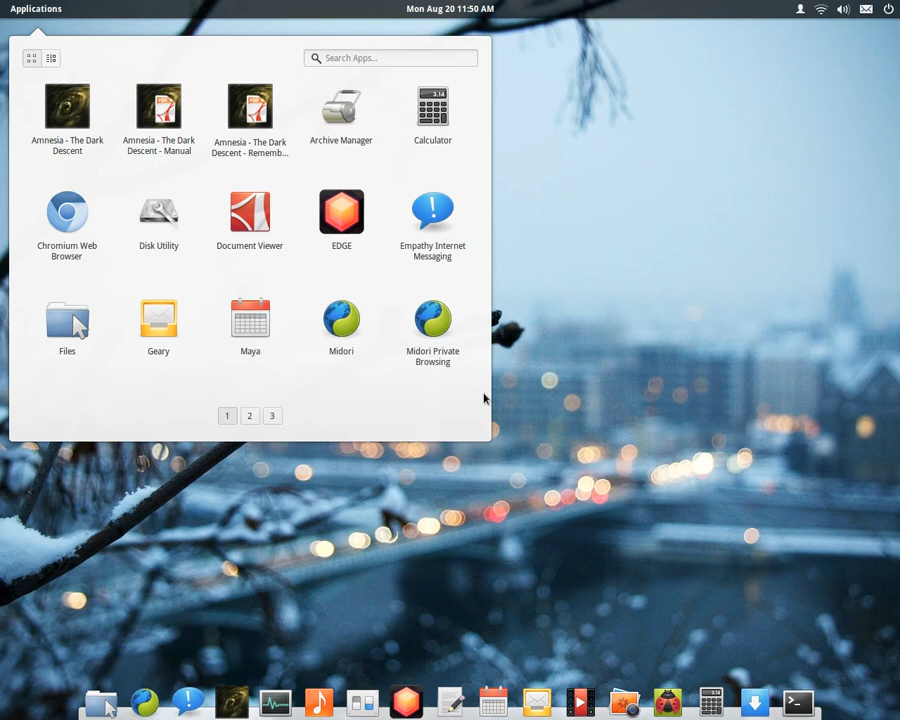 Applications
Mon Aug 20 11:50 AM
Search Apps...
3.14
Amnesia - The Dark
Descent
Amnesia - The Dark
Descent - Manual
Amnesia - The Dark
Descent - Rememb...
Archive Manager
Calculator
Chromium Web
Browser
Disk Utility
Document Viewer
EDGE
Empathy Internet
Messaging
Files
Geary
Maya
Midori
Midori Private
Browsing
1
2
3